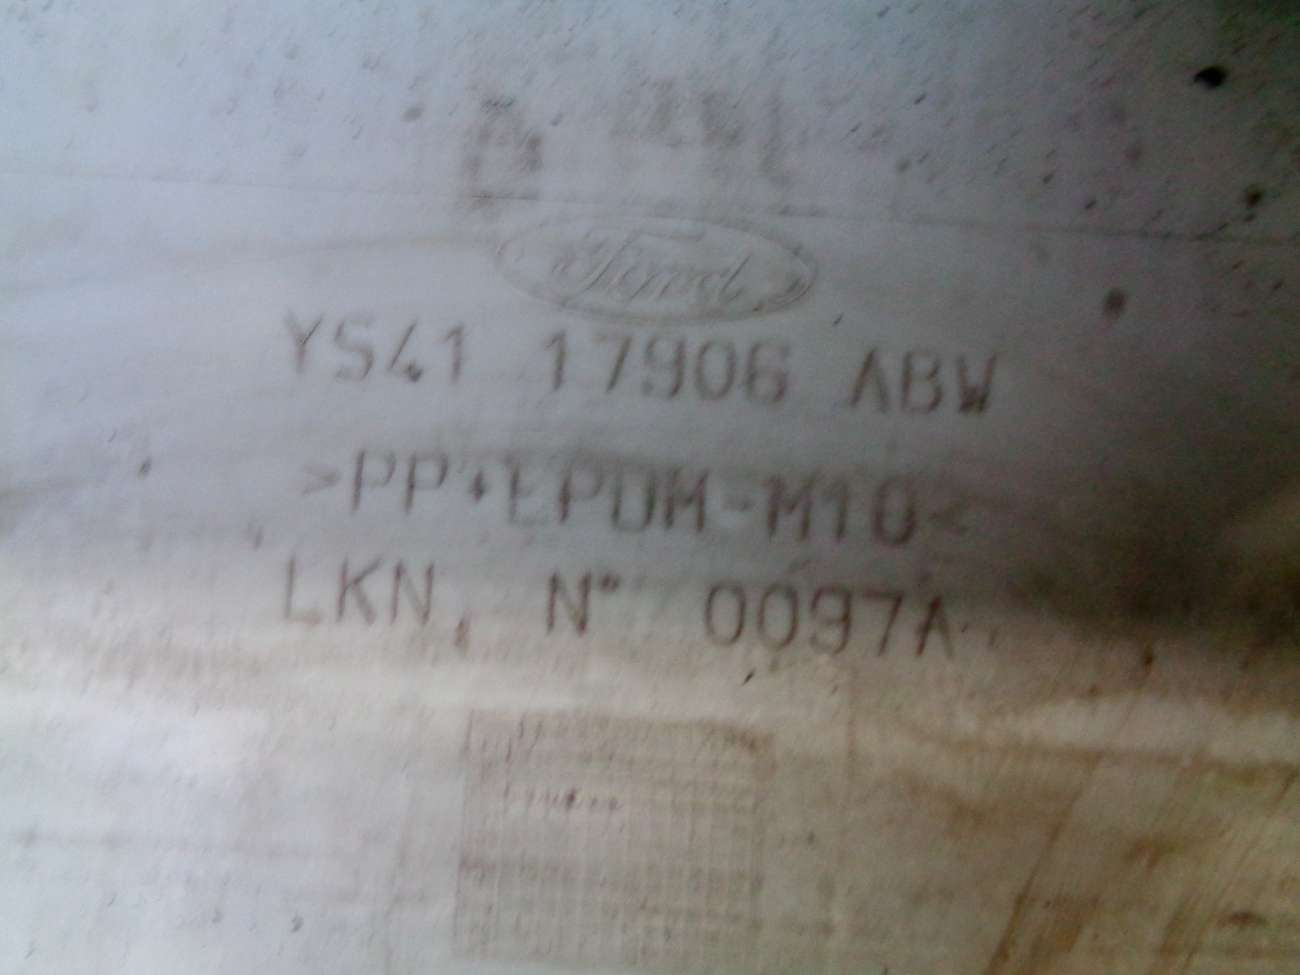 Ford
YS41 17906 ABW
>PP+EPDM-M10<
LKN. N° 0097A